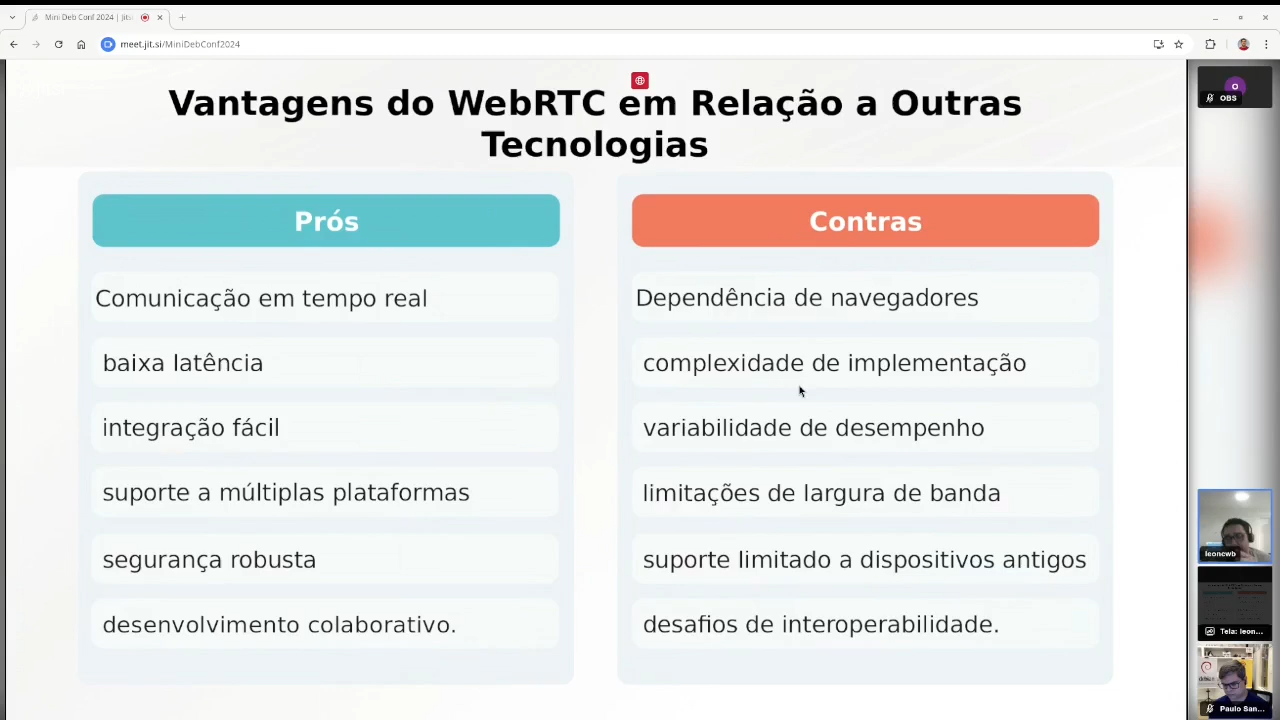 Mini Deb Conf 2024 | Jits
meet.jit.si/MiniDebConf2024
Vantagens do WebRTC em Relação a Outras
Tecnologias
Prós
Comunicação em tempo real
baixa latência
integração fácil
suporte a múltiplas plataformas
segurança robusta
desenvolvimento colaborativo.
Contras
Dependência de navegadores
complexidade de implementação
variabilidade de desempenho
limitações de largura de banda
suporte limitado a dispositivos antigos
desafios de interoperabilidade.
O
OBS
leoncwb
Tela: leon...
Paulo San...